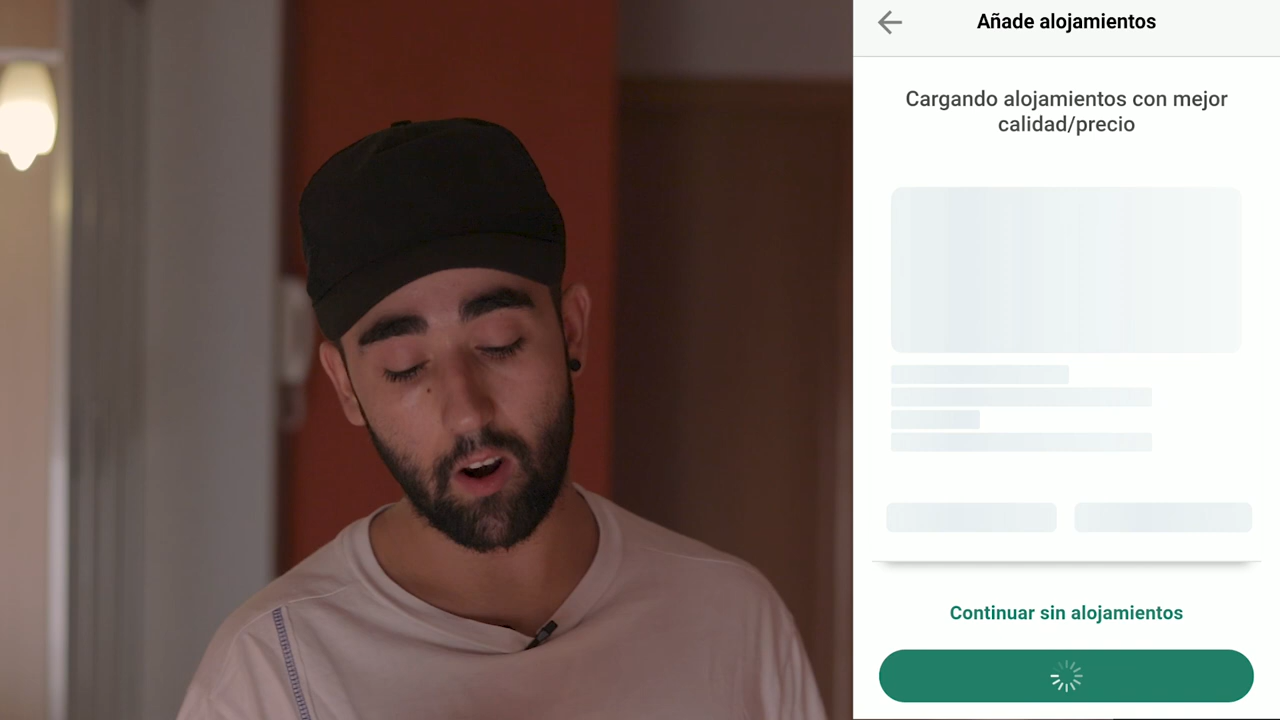 Añade alojamientos
Cargando alojamientos con mejor
calidad/precio
Continuar sin alojamientos